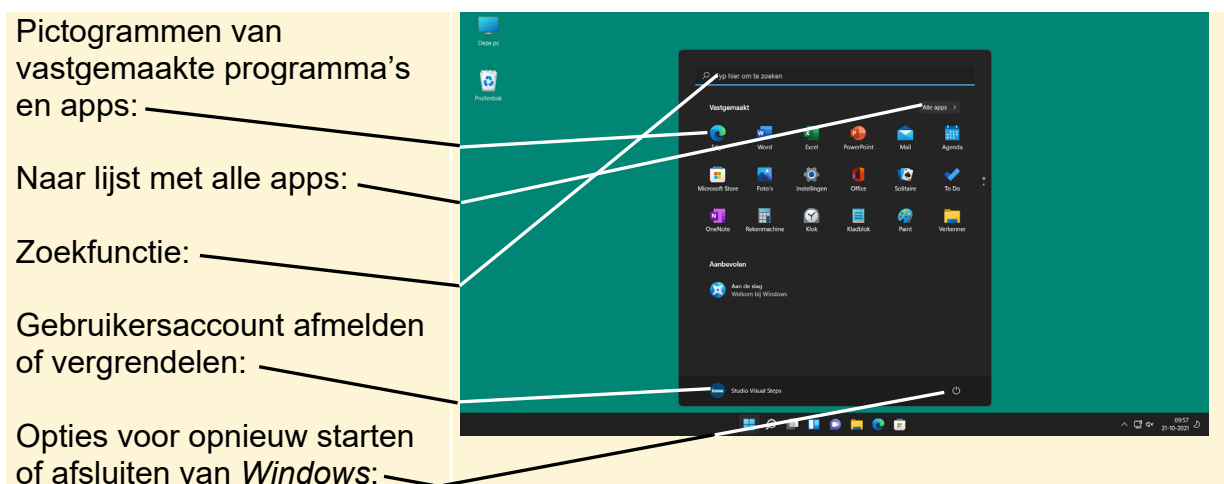 Pictogrammen van
vastgemaakte programma's
en apps:
Naar lijst met alle apps:
Zoekfunctie:
Gebruikersaccount afmelden
of vergrendelen:
Opties voor opnieuw starten
of afsluiten van Windows:
Deze pc
Prullenbak
hier om te zoeken
Vastgemaakt
Alle apps >
Word Excel PowerPoint Mail Agenda
Microsoft Store Foto's Instellingen Office Solitaire To Do
OneNote Rekenmachine Klok Kladblok Paint Verkenner
Aanbevolen
Aan de slag
Welkom bij Windows
Studio Visual Steps
09:57
21-10-2021